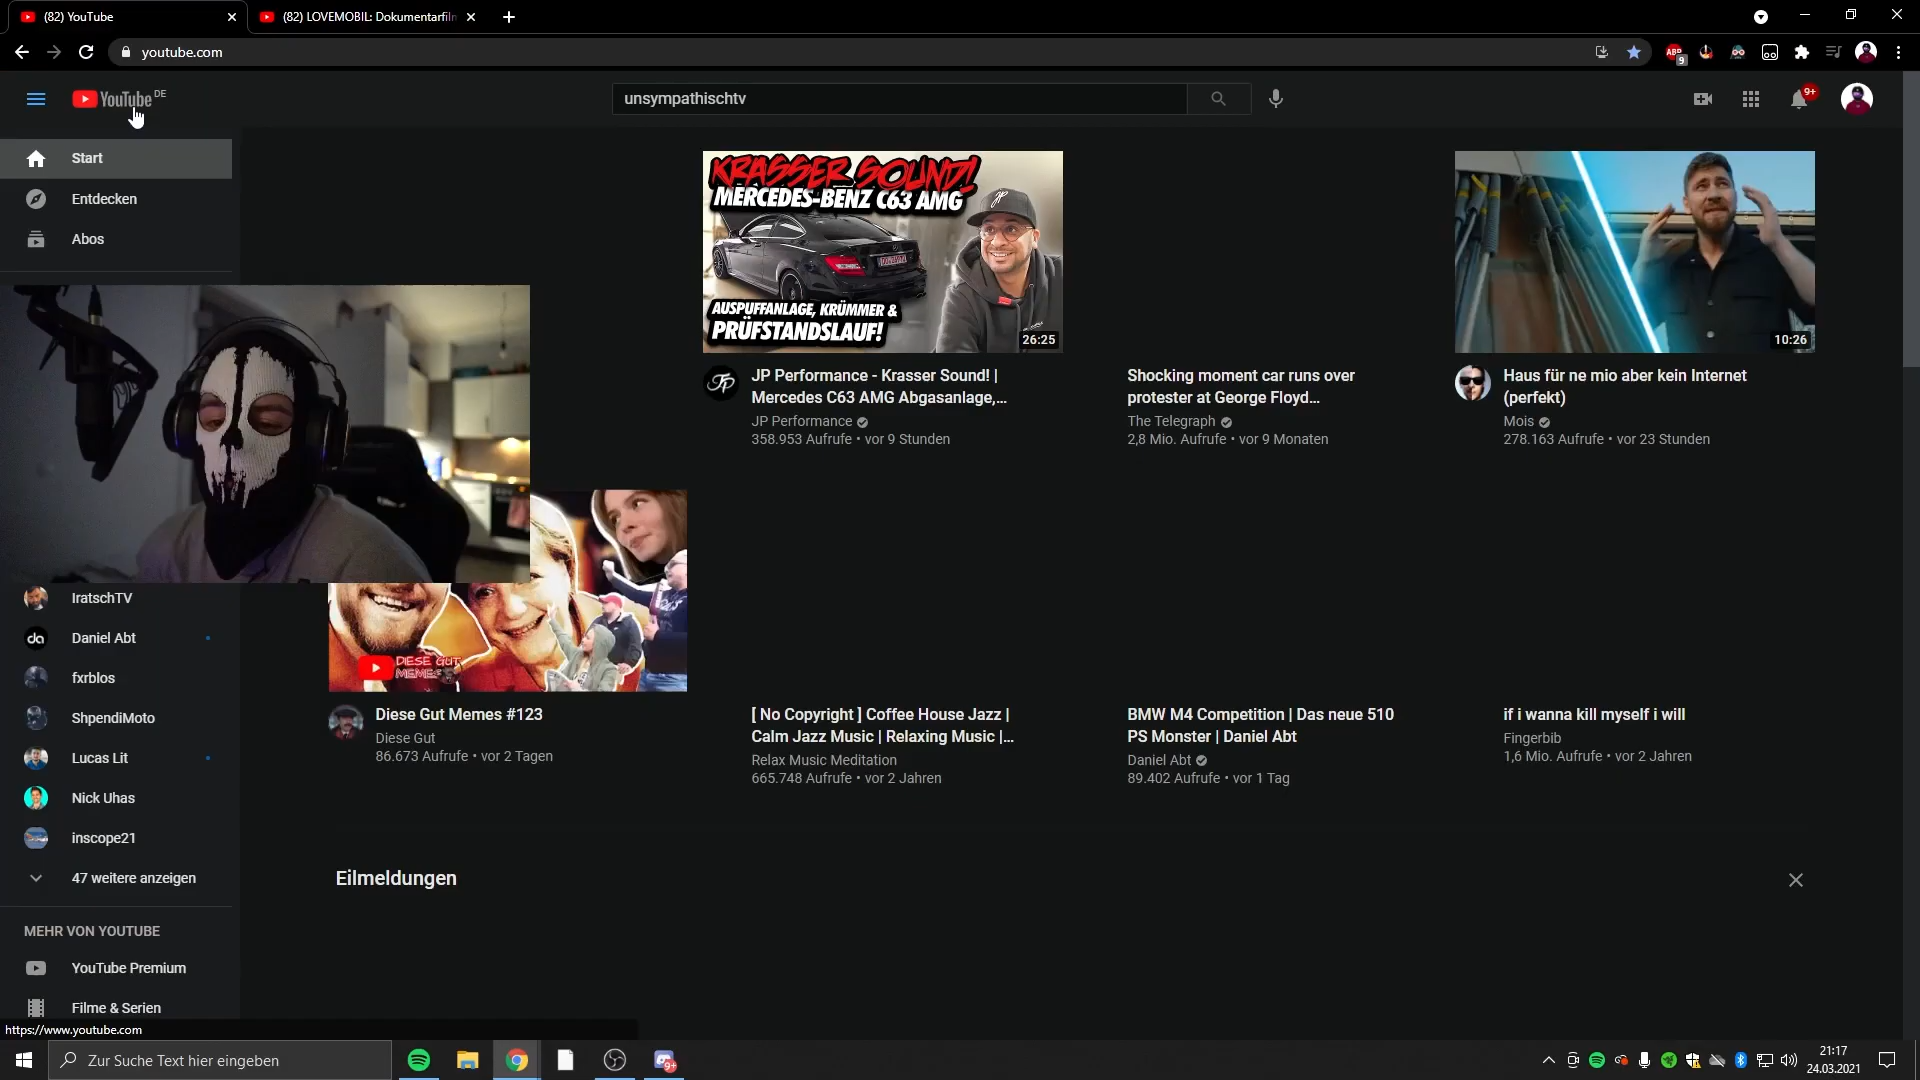 (82) YouTube
(82) LOVEMOBIL: Dokumentarfil
youtube.com
ABP
9
YouTube DE
unsympathischtv
9+
Start
Entdecken
Abos
KRASSER SOUND!
MERCEDES-BENZ C63 AMG
AUSPUFFANLAGE, KRÜMMER &
PRÜFSTANDSLAUF!
26:25
10:26
JP Performance - Krasser Sound! |
Mercedes C63 AMG Abgasanlage,...
JP Performance
358.953 Aufrufe • vor 9 Stunden
Shocking moment car runs over
protester at George Floyd...
The Telegraph
2,8 Mio. Aufrufe • vor 9 Monaten
Haus für ne mio aber kein Internet
(perfekt)
Mois
278.163 Aufrufe • vor 23 Stunden
IratschTV
Daniel Abt
fxrblos
ShpendiMoto
Lucas Lit
Nick Uhas
inscope21
47 weitere anzeigen
MEHR VON YOUTUBE
YouTube Premium
Filme & Serien
DIESE GUT
MEMES
Diese Gut Memes #123
Diese Gut
86.673 Aufrufe • vor 2 Tagen
[ No Copyright ] Coffee House Jazz |
Calm Jazz Music | Relaxing Music |...
Relax Music Meditation
665.748 Aufrufe • vor 2 Jahren
BMW M4 Competition | Das neue 510
PS Monster | Daniel Abt
Daniel Abt
89.402 Aufrufe • vor 1 Tag
if i wanna kill myself i will
Fingerbib
1,6 Mio. Aufrufe • vor 2 Jahren
Eilmeldungen
https://www.youtube.com
Zur Suche Text hier eingeben
9+
21:17
24.03.2021